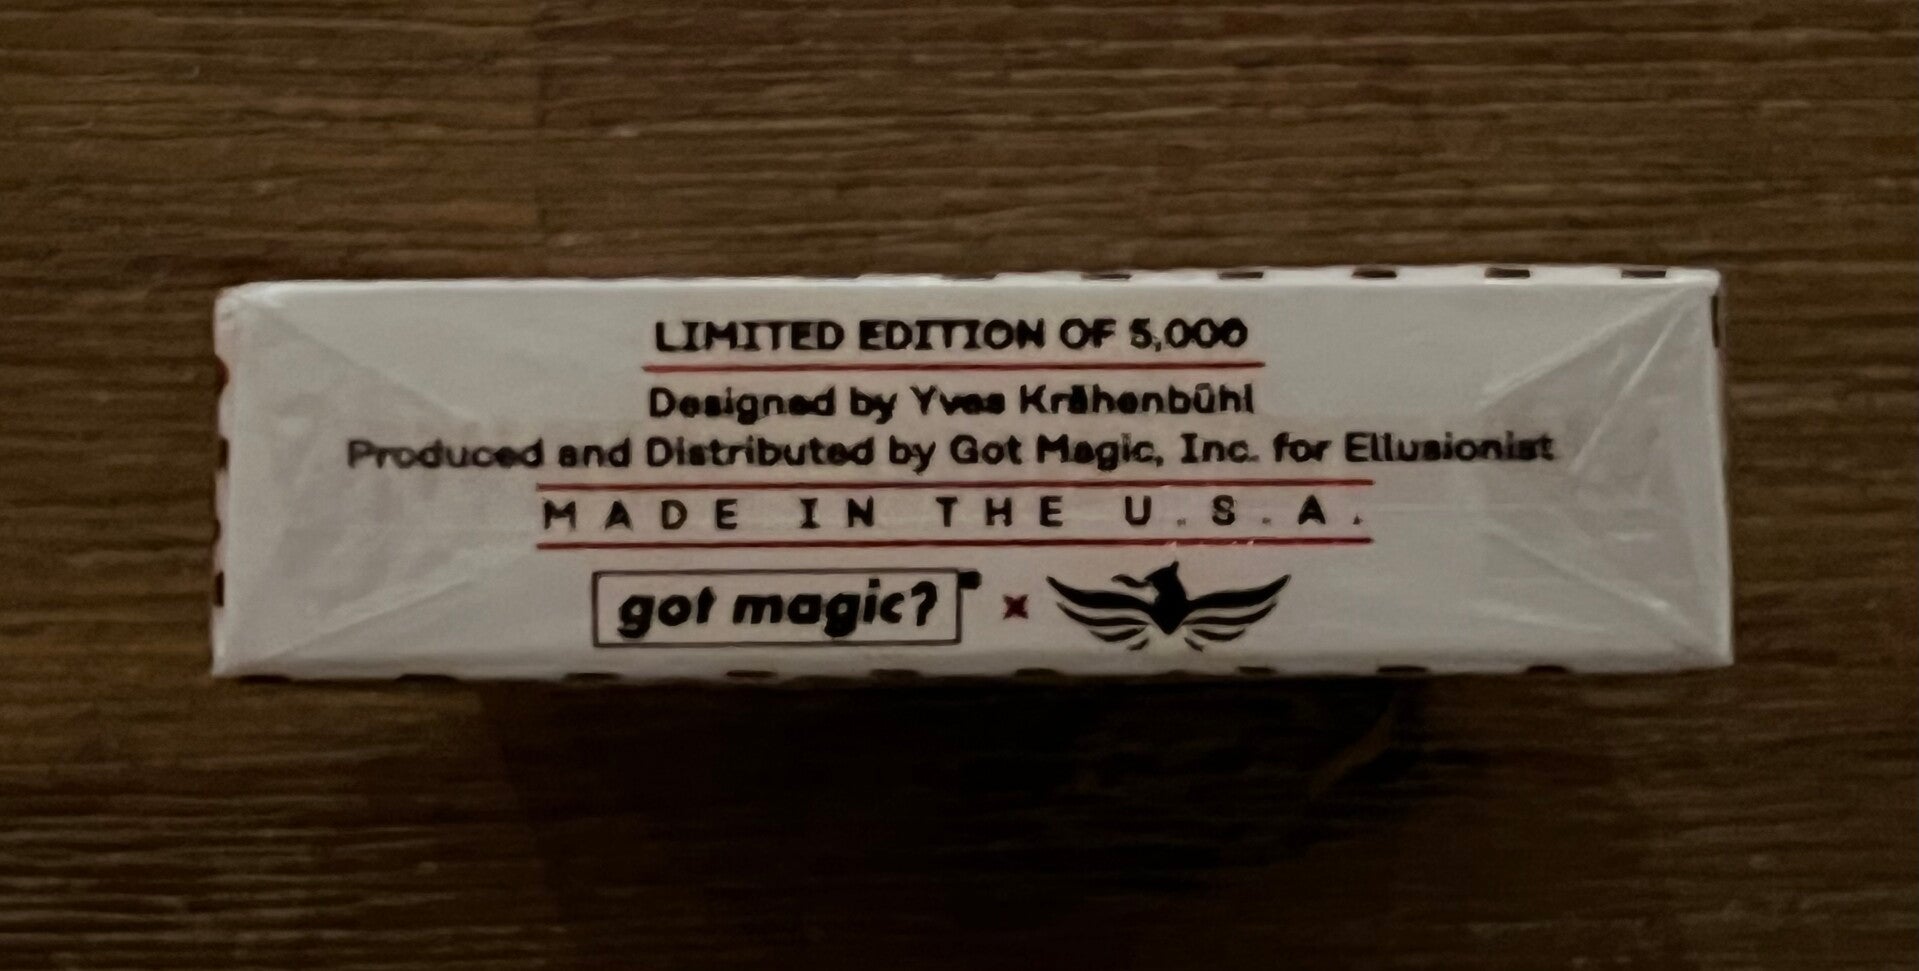 LIMITED EDITION OF 5,000
Designed by Yves Krähenbühl
Produced and Distributed by Got Magic, Inc. for Ellusionist
MADE IN THE U.S.A.
got magic? x